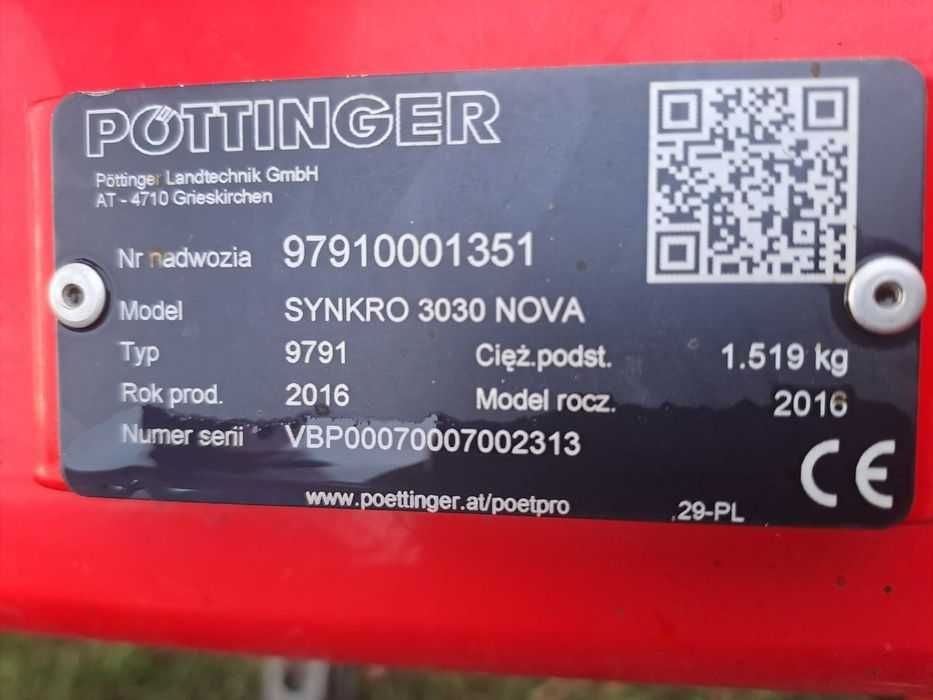 PÖTTINGER
Pöttinger Landtechnik GmbH
AT - 4710 Grieskirchen
Nr nadwozia 97910001351
Model SYNKRO 3030 NOVA
Typ 9791 Cięż.podst. 1.519 kg
Rok prod. 2016 Model rocz. 2016
Numer serii VBP00070007002313
CE
www.poettinger.at/poetpro .29-PL